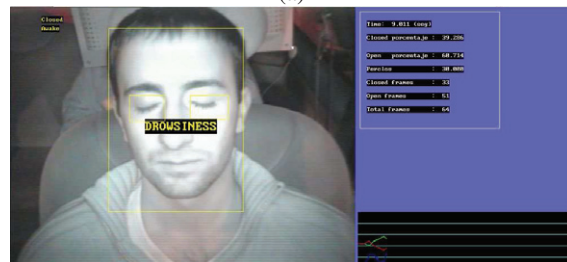 Closed
Awake
DROWSINESS
Time: 9.011 (seg)
Closed porcentaje : 39.286
Open porcentaje : 60.714
Perclos : 30.000
Closed frames : 33
Open frames : 51
Total frames : 64